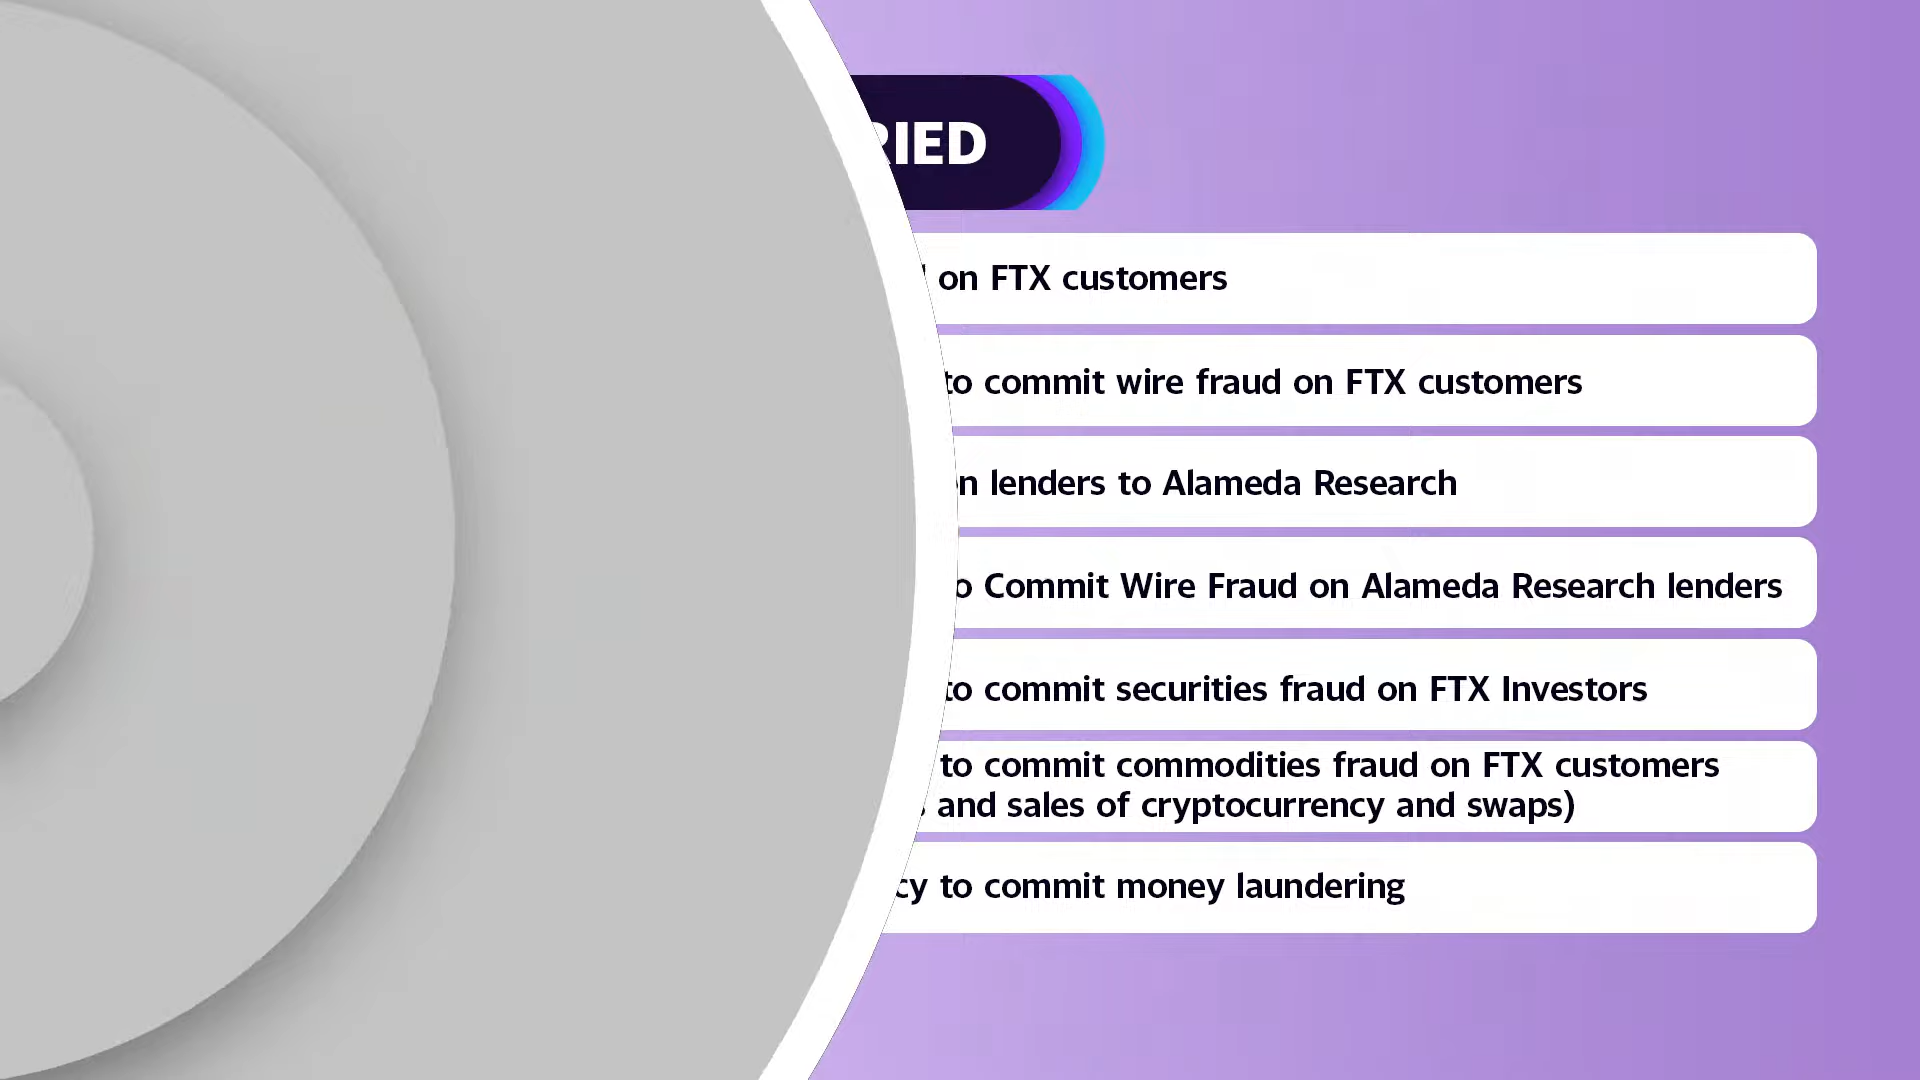 on FTX customers
to commit wire fraud on FTX customers
lenders to Alameda Research
Commit Wire Fraud on Alameda Research lenders
to commit securities fraud on FTX Investors
to commit commodities fraud on FTX customers
and sales of cryptocurrency and swaps)
to commit money laundering